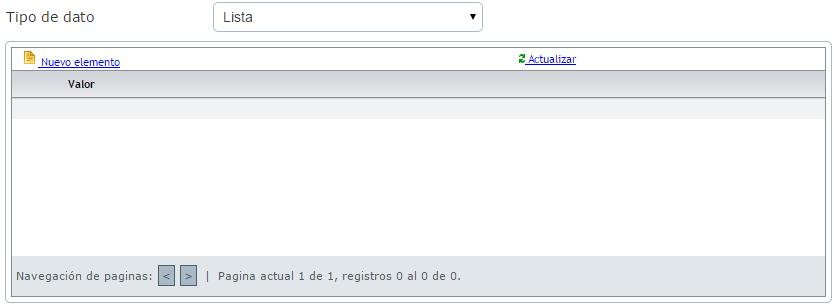 Tipo de dato Lista
Nuevo elemento Actualizar
Valor
Navegación de paginas: < > | Pagina actual 1 de 1, registros 0 al 0 de 0.